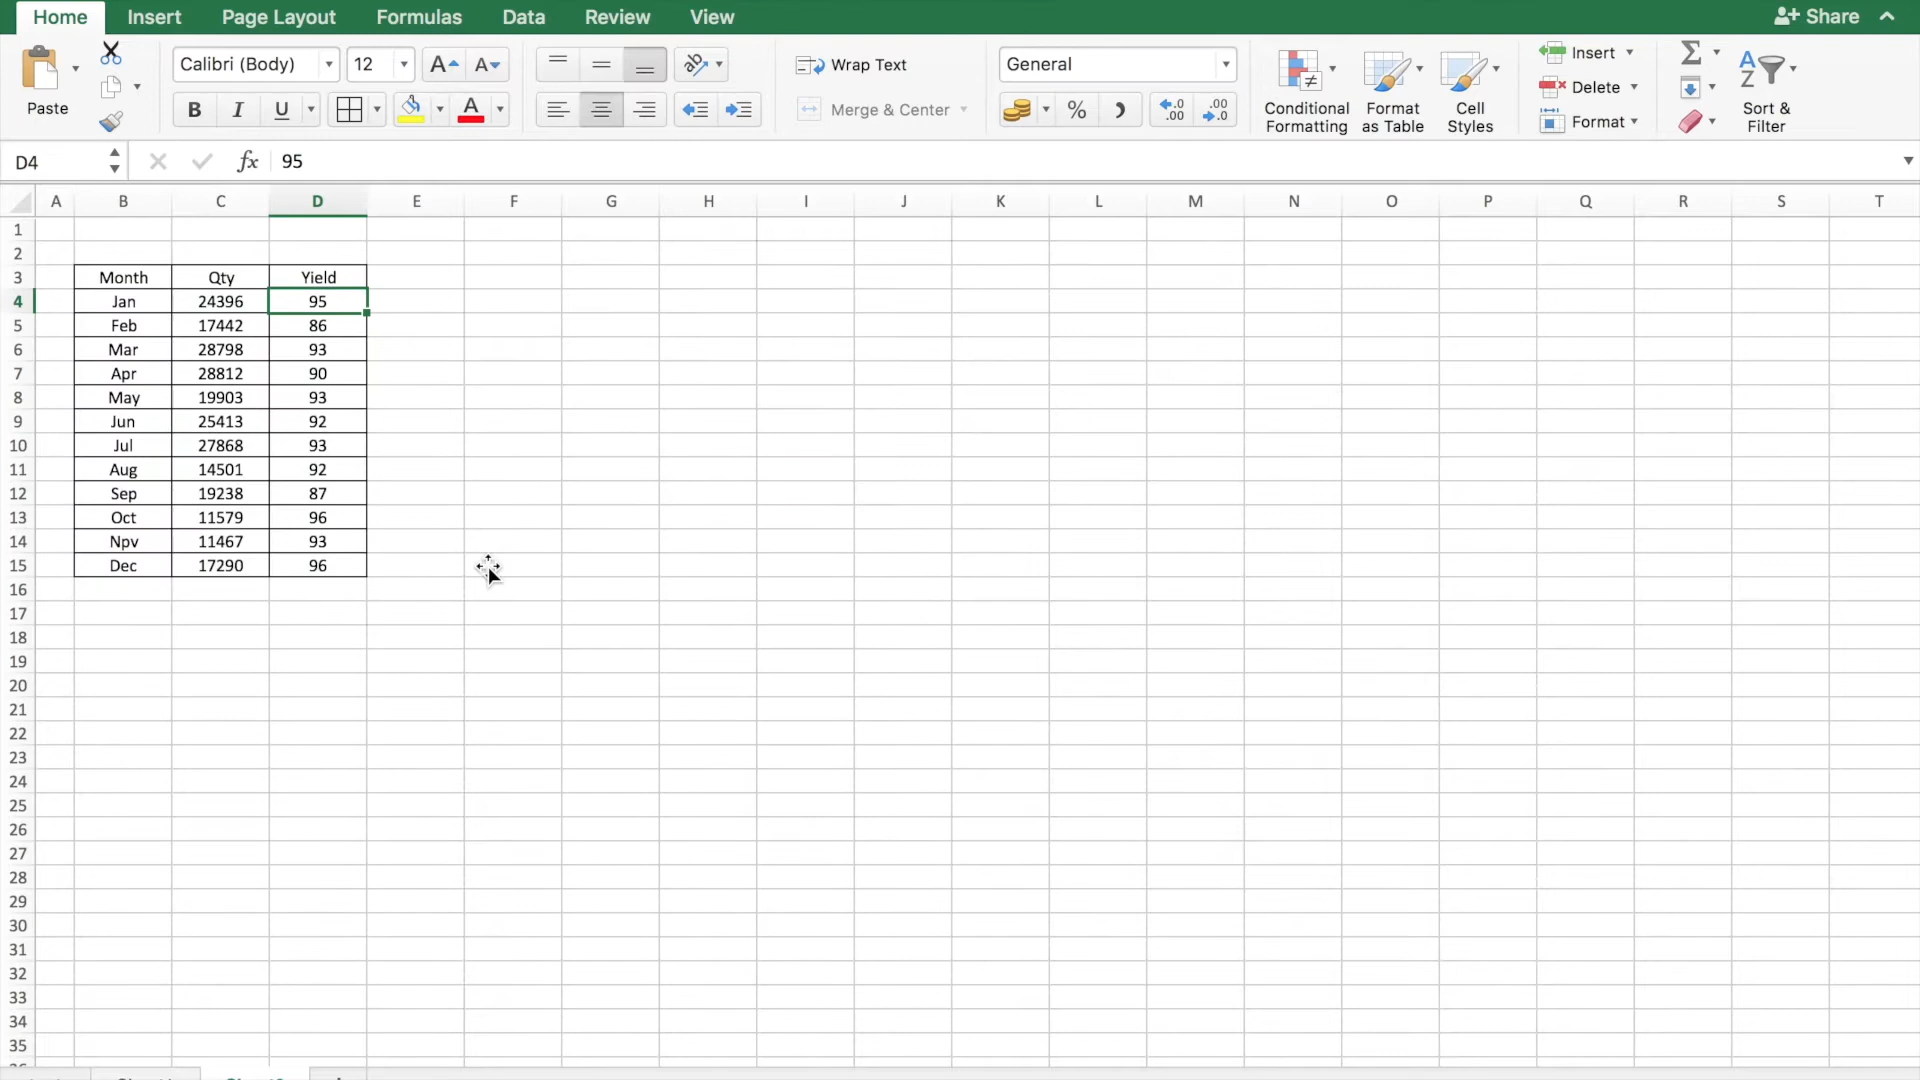 Home Insert Page Layout Formulas Data Review View Share
Paste Calibri (Body) 12 A A ab Wrap Text General Conditional Formatting Format as Table Cell Styles Insert Delete Format Σ A Z Sort & Filter
B I U A Merge & Center % .0 .00 .00 .0
D4 fx 95
A B C D E F G H I J K L M N O P Q R S T
1
2
3 Month Qty Yield
4 Jan 24396 95
5 Feb 17442 86
6 Mar 28798 93
7 Apr 28812 90
8 May 19903 93
9 Jun 25413 92
10 Jul 27868 93
11 Aug 14501 92
12 Sep 19238 87
13 Oct 11579 96
14 Npv 11467 93
15 Dec 17290 96
16
17
18
19
20
21
22
23
24
25
26
27
28
29
30
31
32
33
34
35